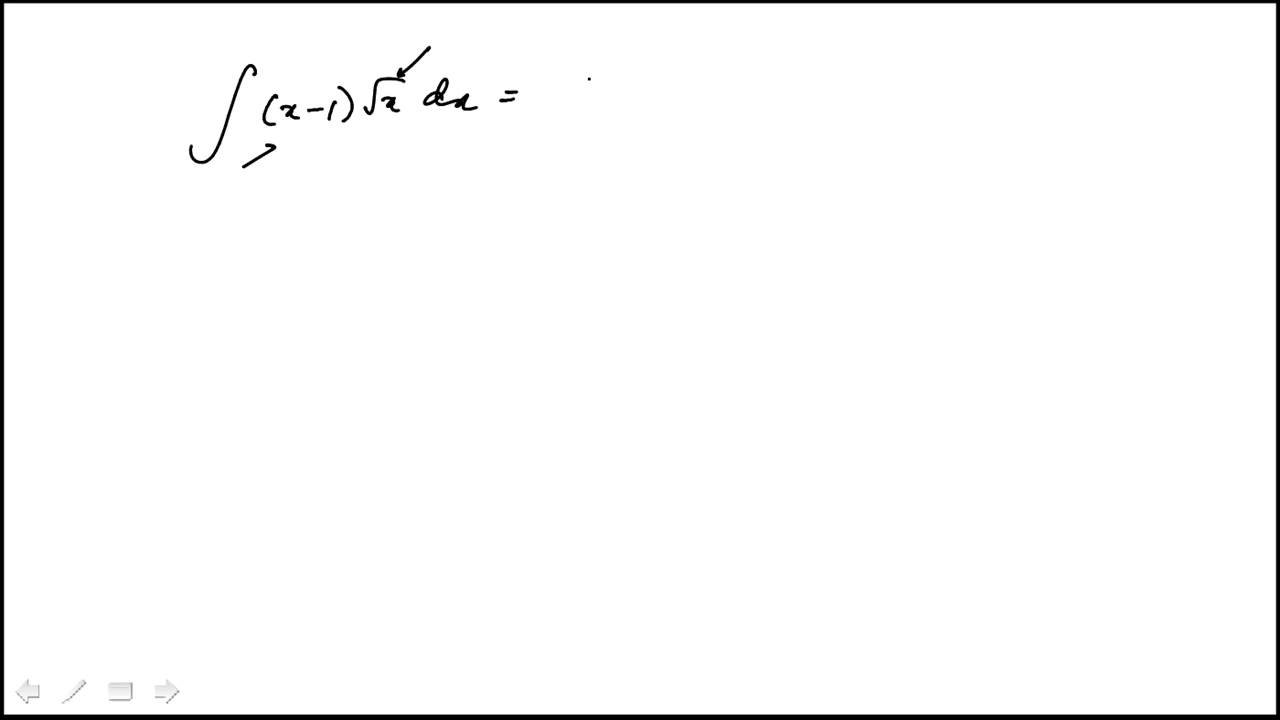 ∫ (x-1) √x dx =